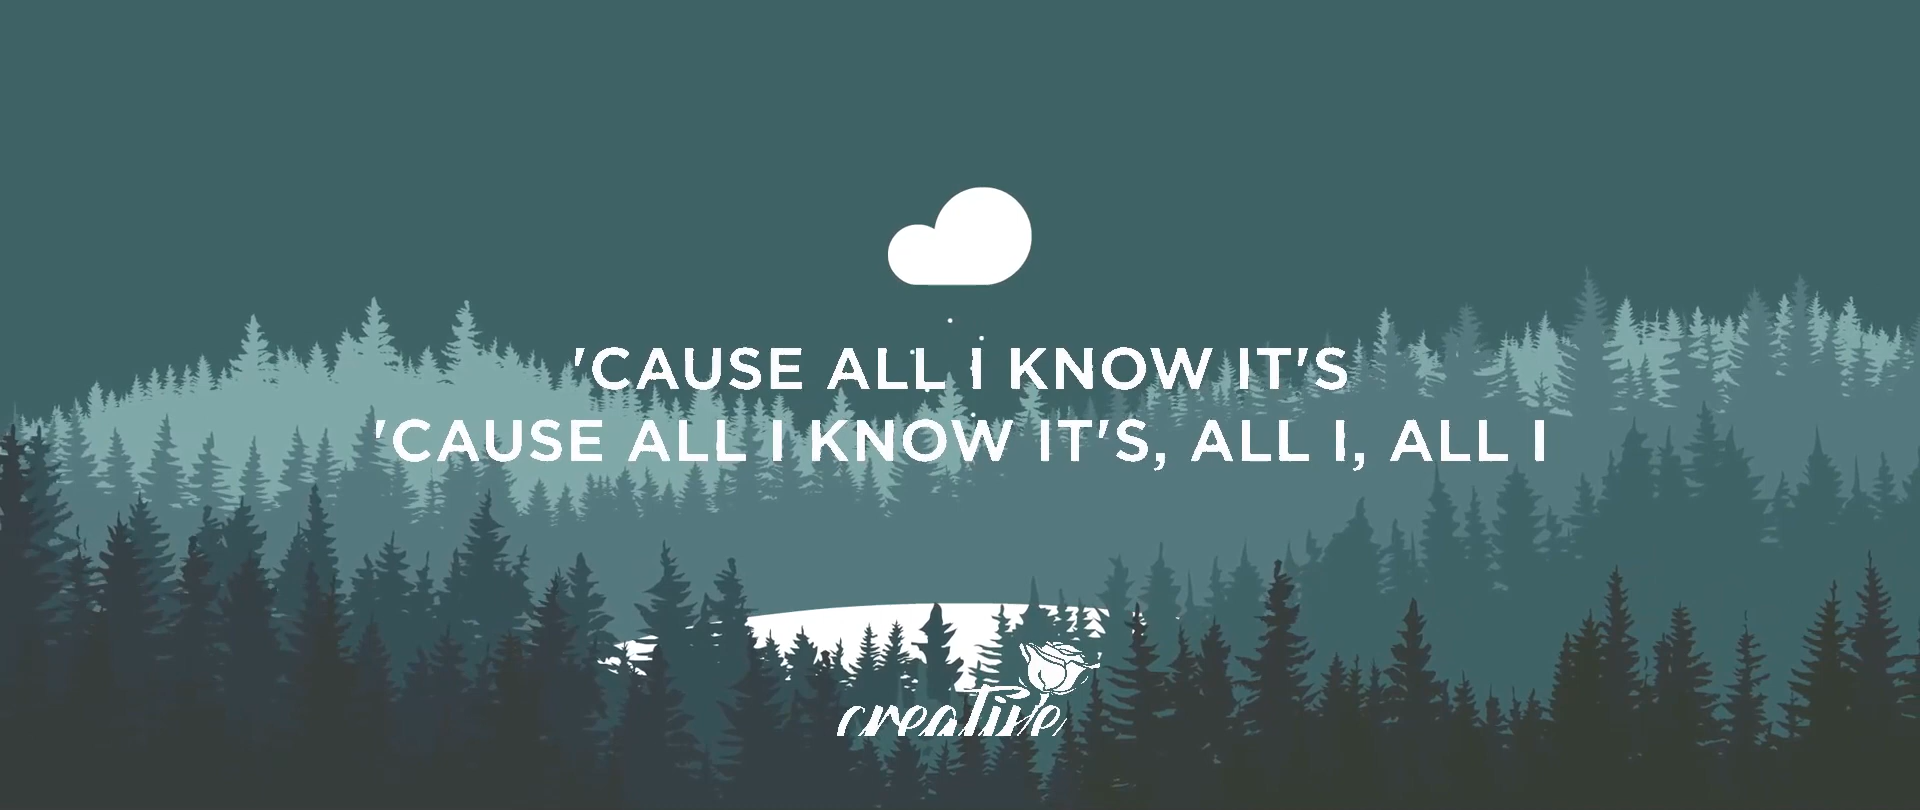 'CAUSE ALL I KNOW IT'S
'CAUSE ALL I KNOW IT'S, ALL I, ALL I
creative